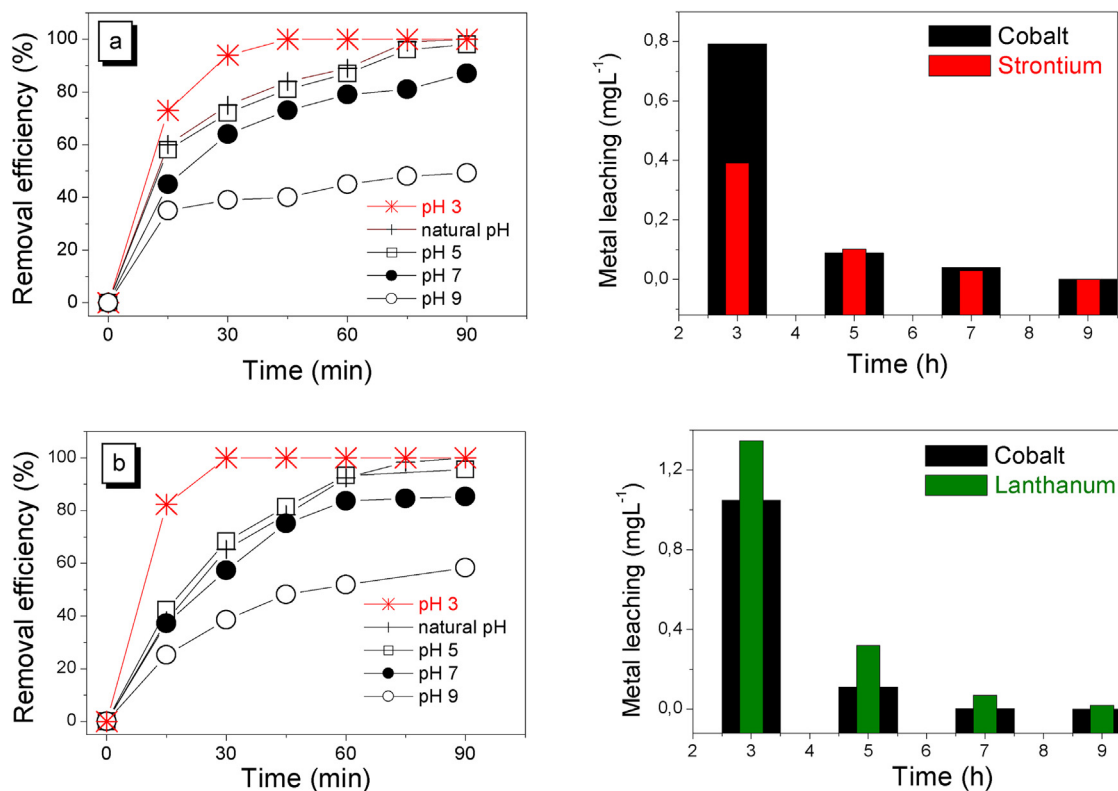 a
Removal efficiency (%)
100
80
60
40
20
0
pH 3
natural pH
pH 5
pH 7
pH 9
0 30 60 90
Time (min)
Metal leaching (mgL⁻¹)
0,8
0,6
0,4
0,2
0,0
Cobalt
Strontium
2 3 4 5 6 7 8 9
Time (h)
b
Removal efficiency (%)
100
80
60
40
20
0
pH 3
natural pH
pH 5
pH 7
pH 9
0 30 60 90
Time (min)
Metal leaching (mgL⁻¹)
1,2
0,8
0,4
0,0
Cobalt
Lanthanum
2 3 4 5 6 7 8 9
Time (h)